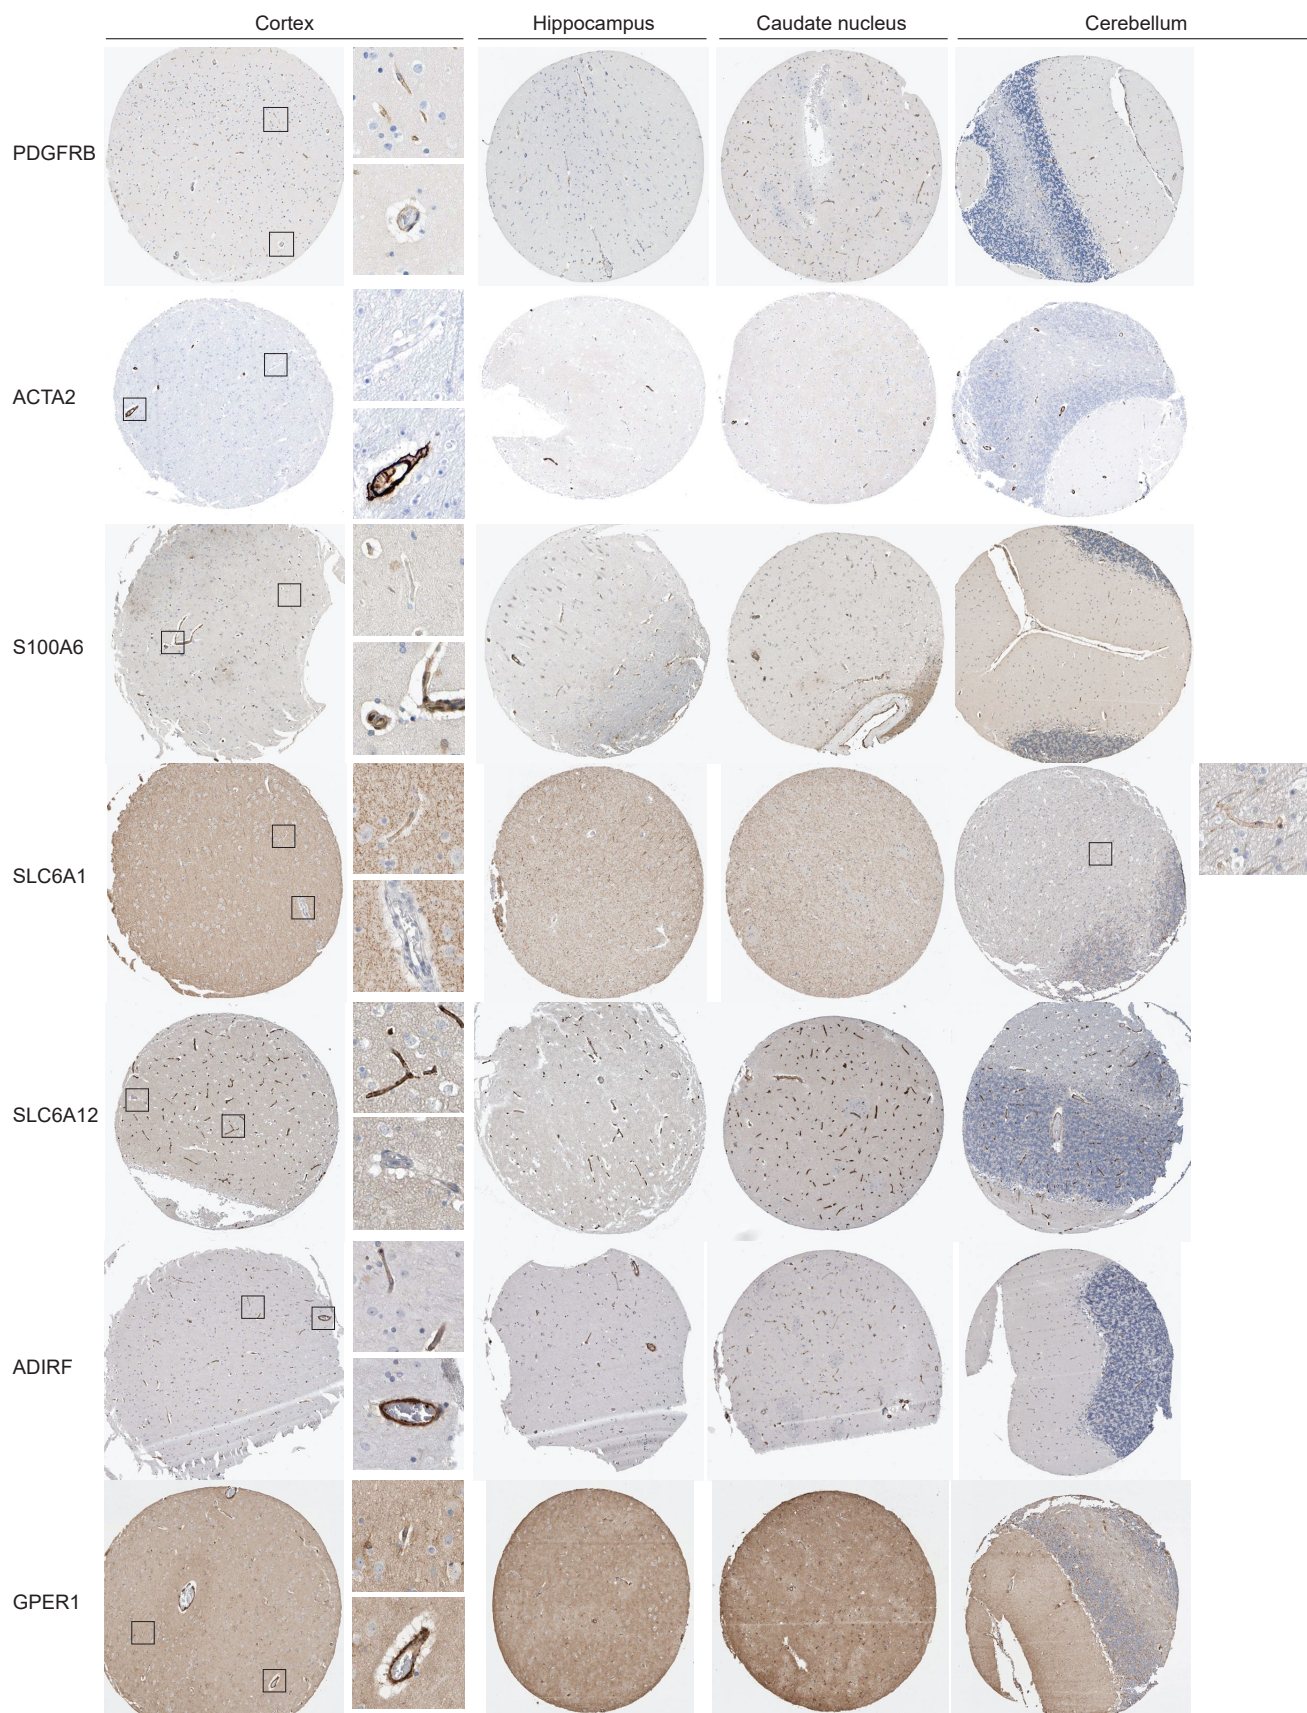 Cortex Hippocampus Caudate nucleus Cerebellum
PDGFRB
ACTA2
S100A6
SLC6A1
SLC6A12
ADIRF
GPER1